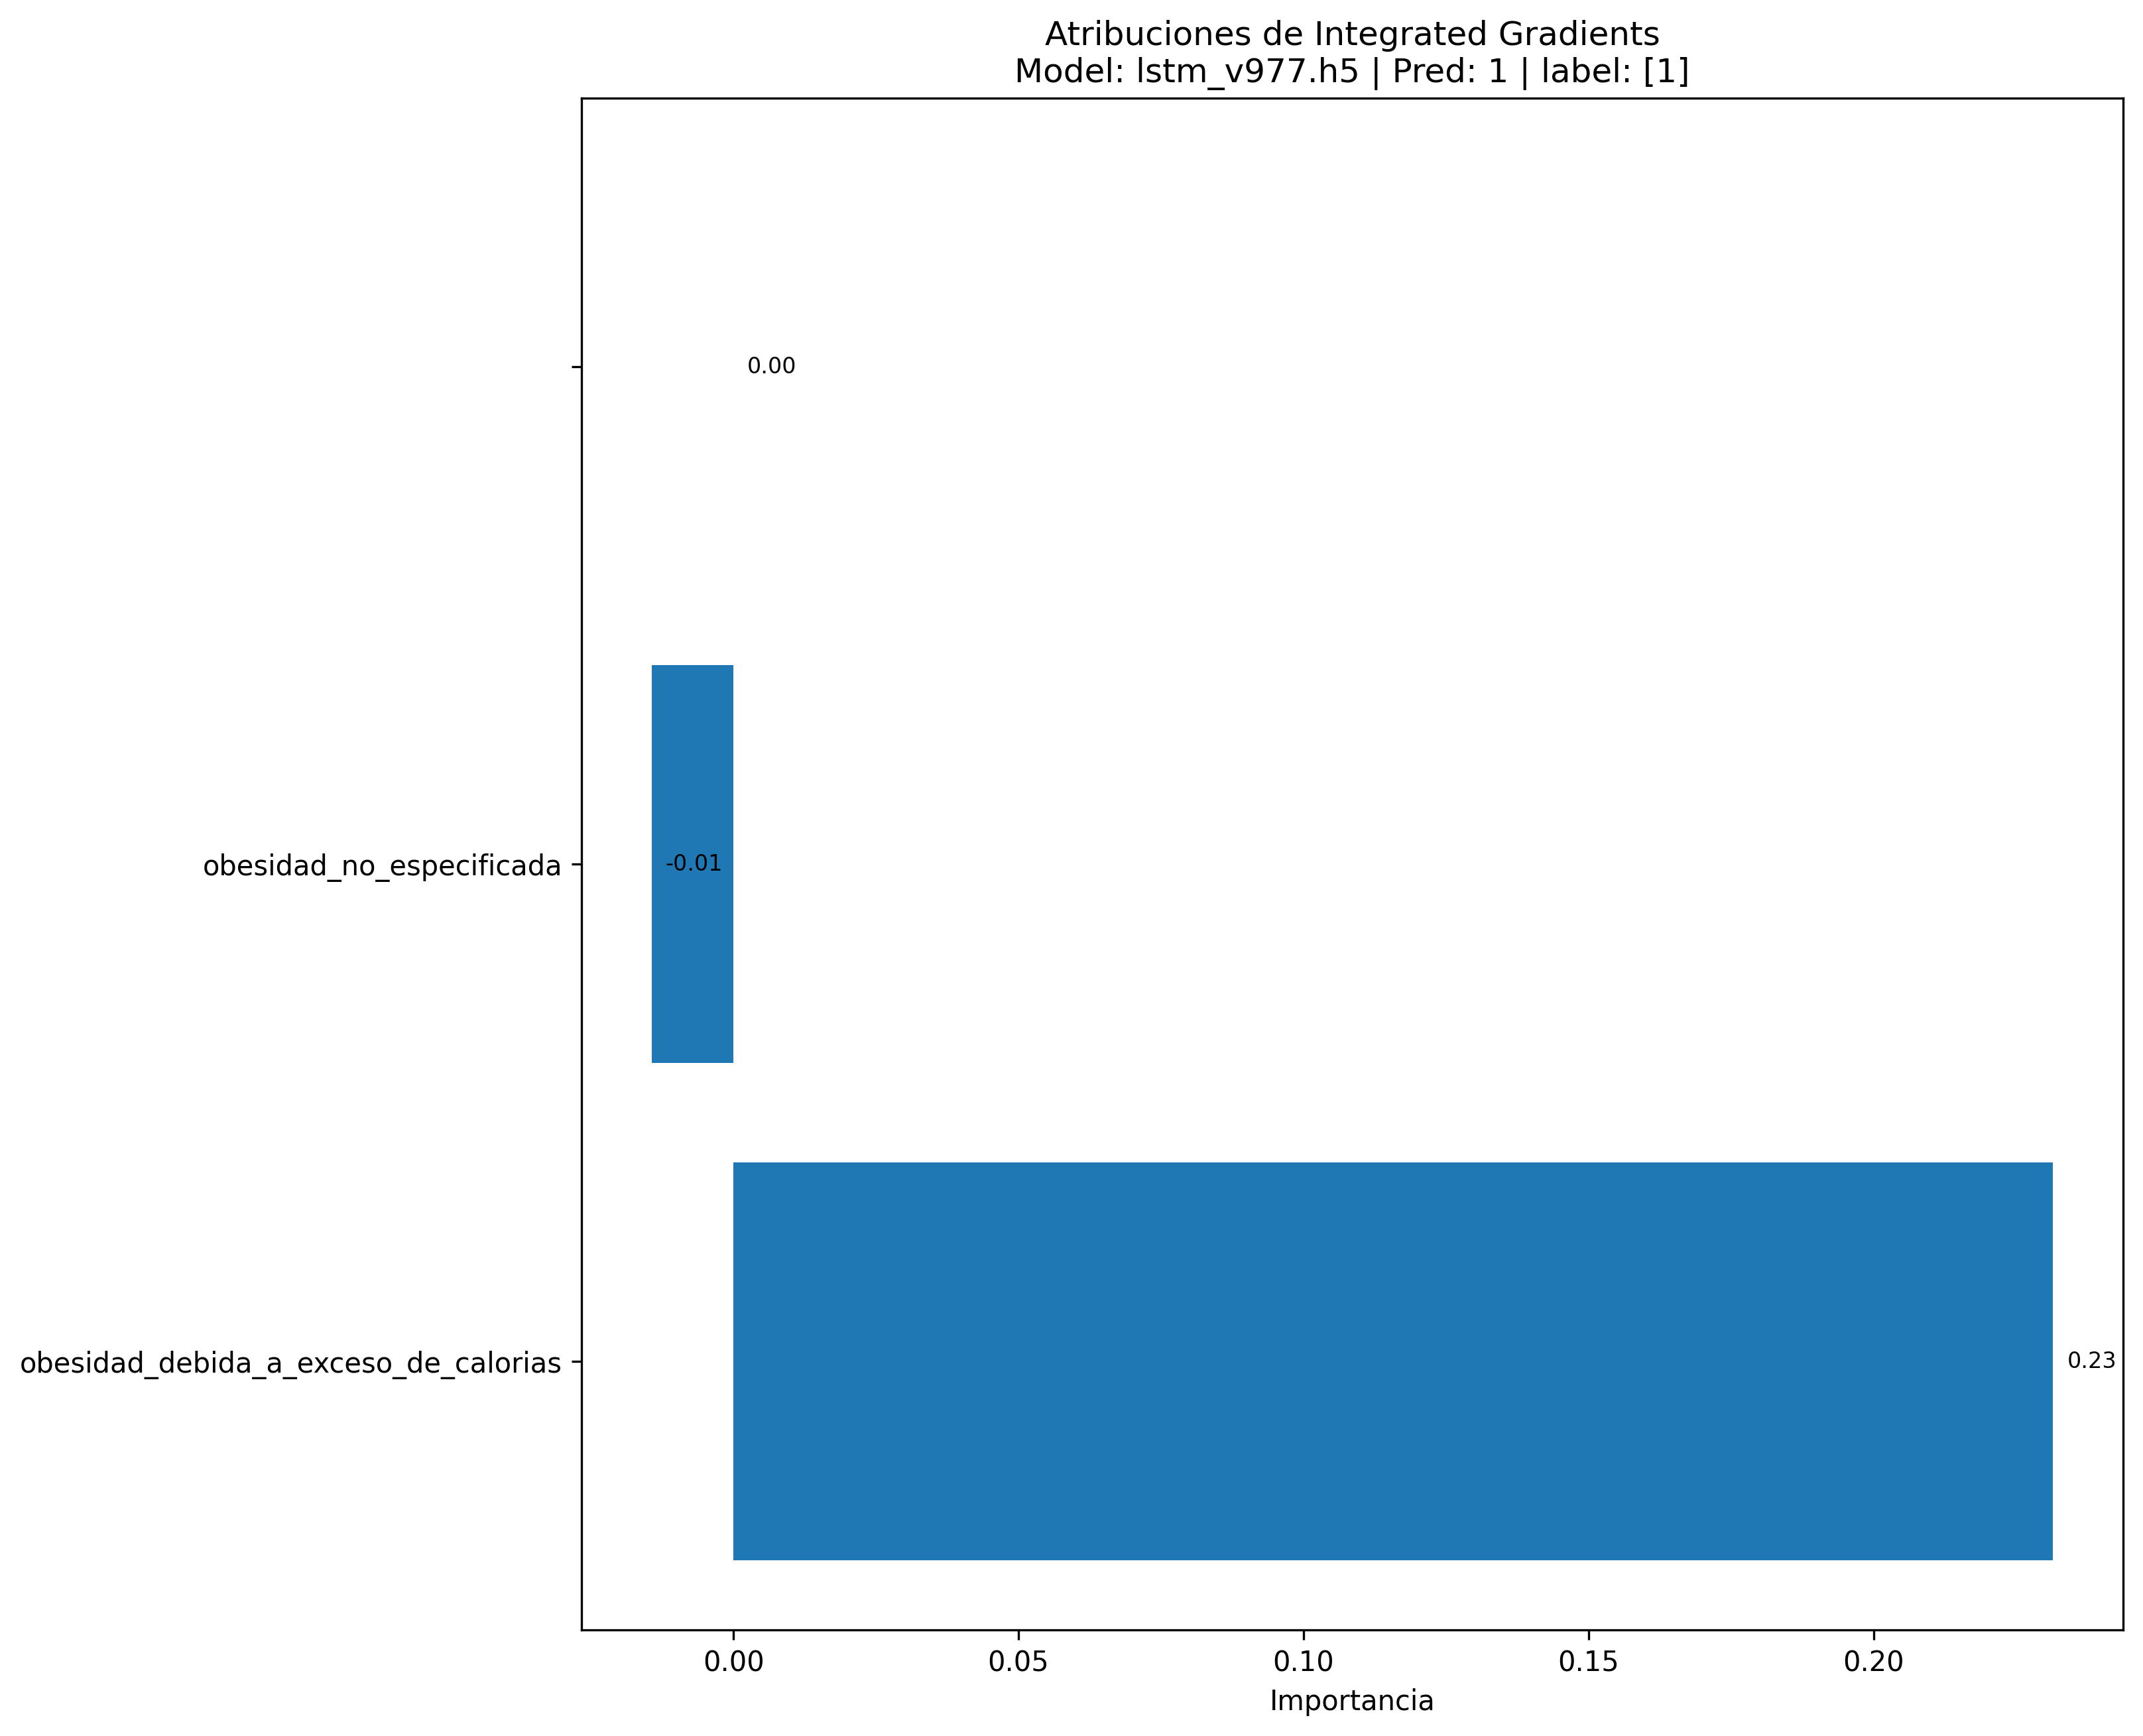 Atribuciones de Integrated Gradients
Model: lstm_v977.h5 | Pred: 1 | label: [1]
0.00
obesidad_no_especificada
-0.01
obesidad_debida_a_exceso_de_calorias
0.23
0.00 0.05 0.10 0.15 0.20
Importancia